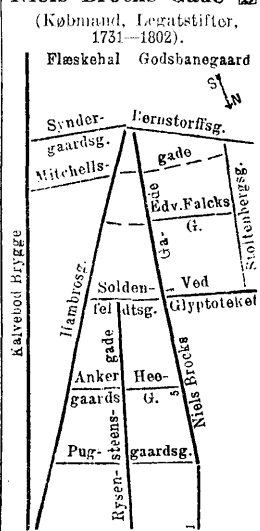 Niels Brocks Gade
(Købmand, Legatstifter,
1731—1802).
Flæskehal Godsbanegaard
S
N
Synder-
gaardsg.
Bernstorffsg.
Mitchells-
gade
Edv. Falcks
G.
Stoltenbergsg.
Kalvebod Brygge
Hambrosg.
Solden-
fel dtsg.
Ved
Glyptoteket
1
Niels Brocks Ga- de
Anker
gaards
Hee-
G.
5
Pug-
gaardsg.
Rysen- steens- gade
1